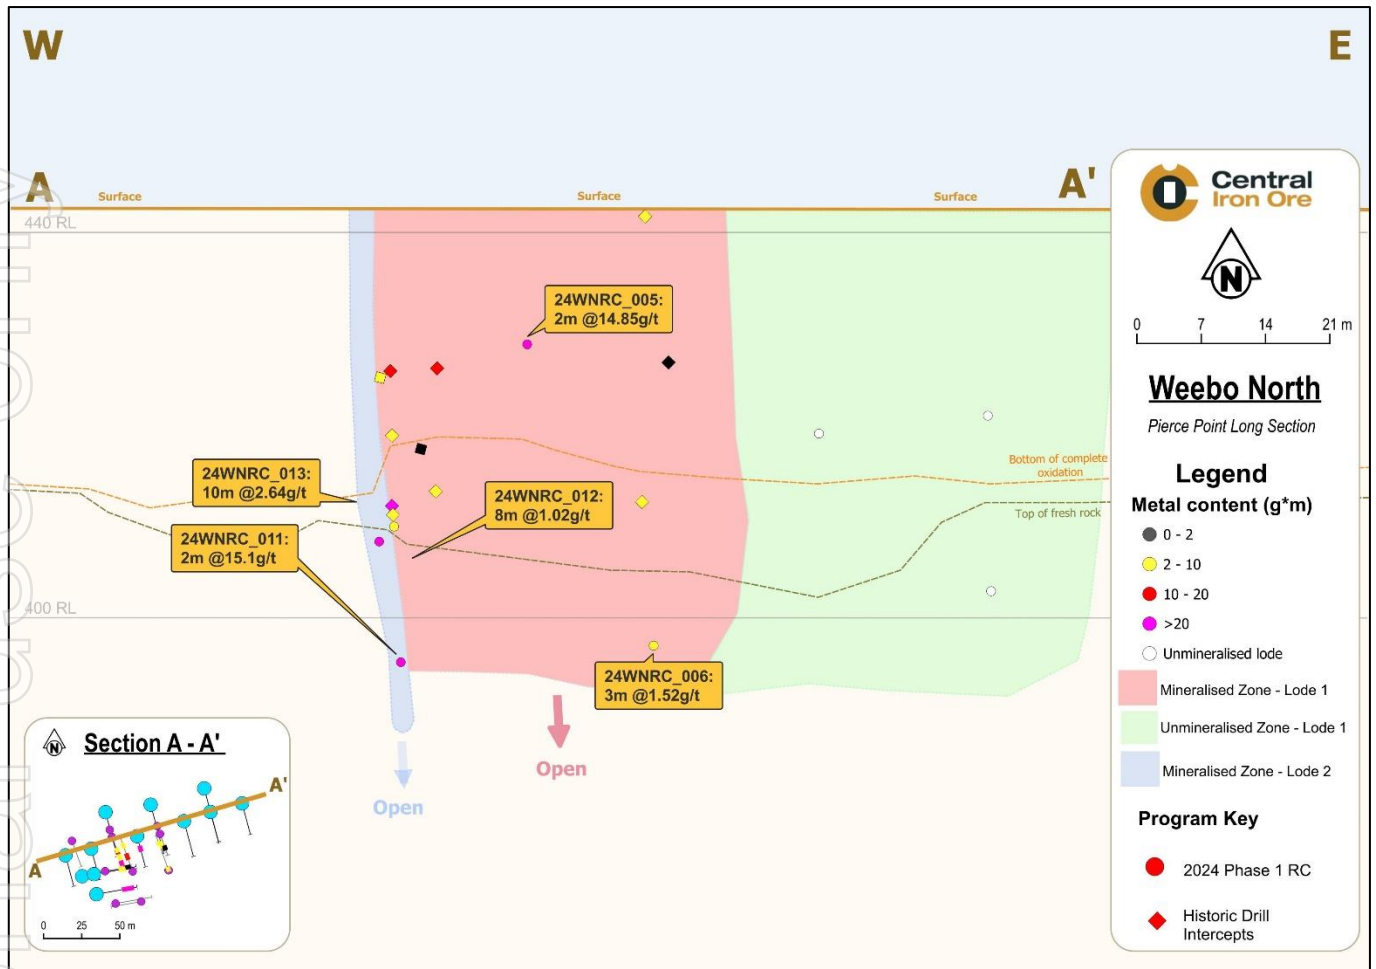 W
E
A
Surface
Surface
Surface
A'
440 RL
24WNRC_005:
2m @14.85g/t
24WNRC_013:
10m @2.64g/t
24WNRC_012:
8m @1.02g/t
24WNRC_011:
2m @15.1g/t
Bottom of complete
oxidation
Top of fresh rock
400 RL
24WNRC_006:
3m @1.52g/t
Open
Open
Section A - A'
N
A'
A
0 25 50 m
Central
Iron Ore
N
0 7 14 21 m
Weebo North
Pierce Point Long Section
Legend
Metal content (g*m)
0 - 2
2 - 10
10 - 20
>20
Unmineralised lode
Mineralised Zone - Lode 1
Unmineralised Zone - Lode 1
Mineralised Zone - Lode 2
Program Key
2024 Phase 1 RC
Historic Drill
Intercepts